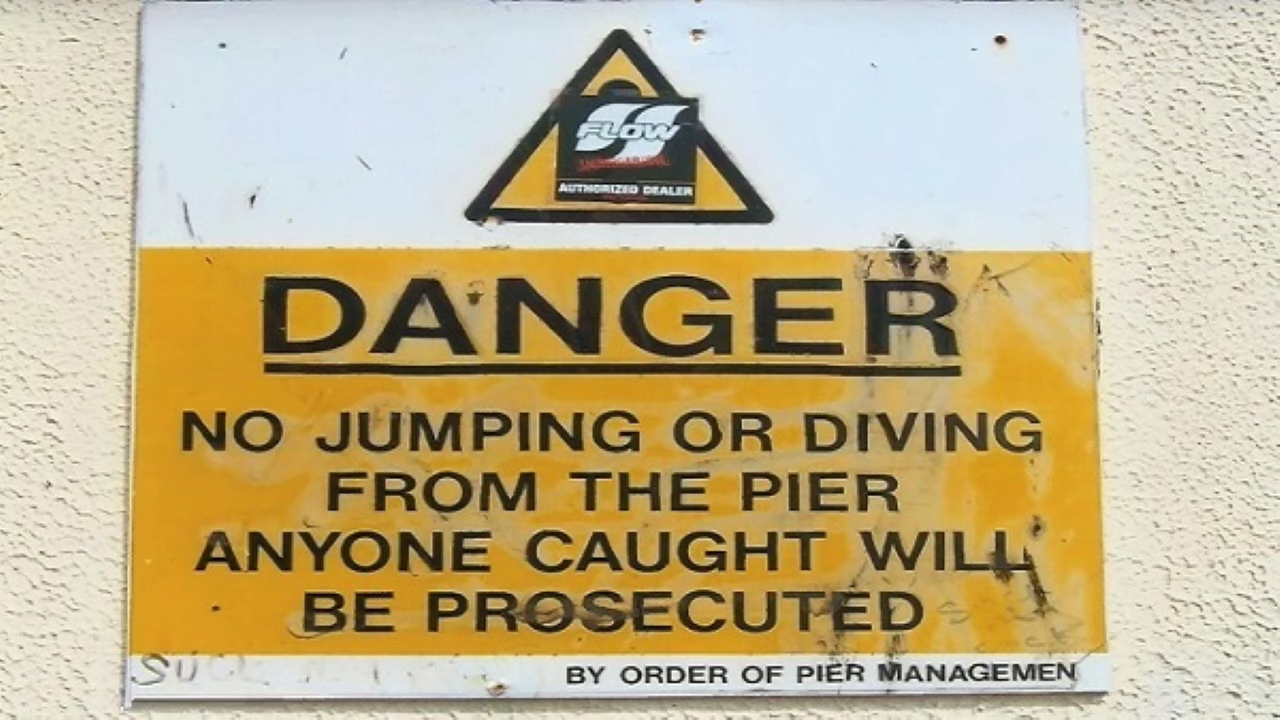 FLOW
AUTHORIZED DEALER
DANGER
NO JUMPING OR DIVING
FROM THE PIER
ANYONE CAUGHT WILL
BE PROSECUTED
BY ORDER OF PIER MANAGEMEN